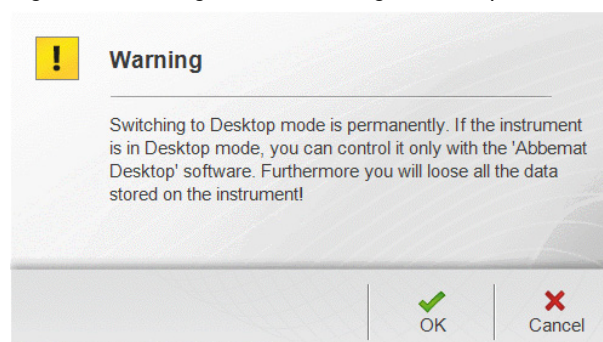 !
Warning
Switching to Desktop mode is permanently. If the instrument
is in Desktop mode, you can control it only with the 'Abbemat
Desktop' software. Furthermore you will loose all the data
stored on the instrument!
OK
Cancel